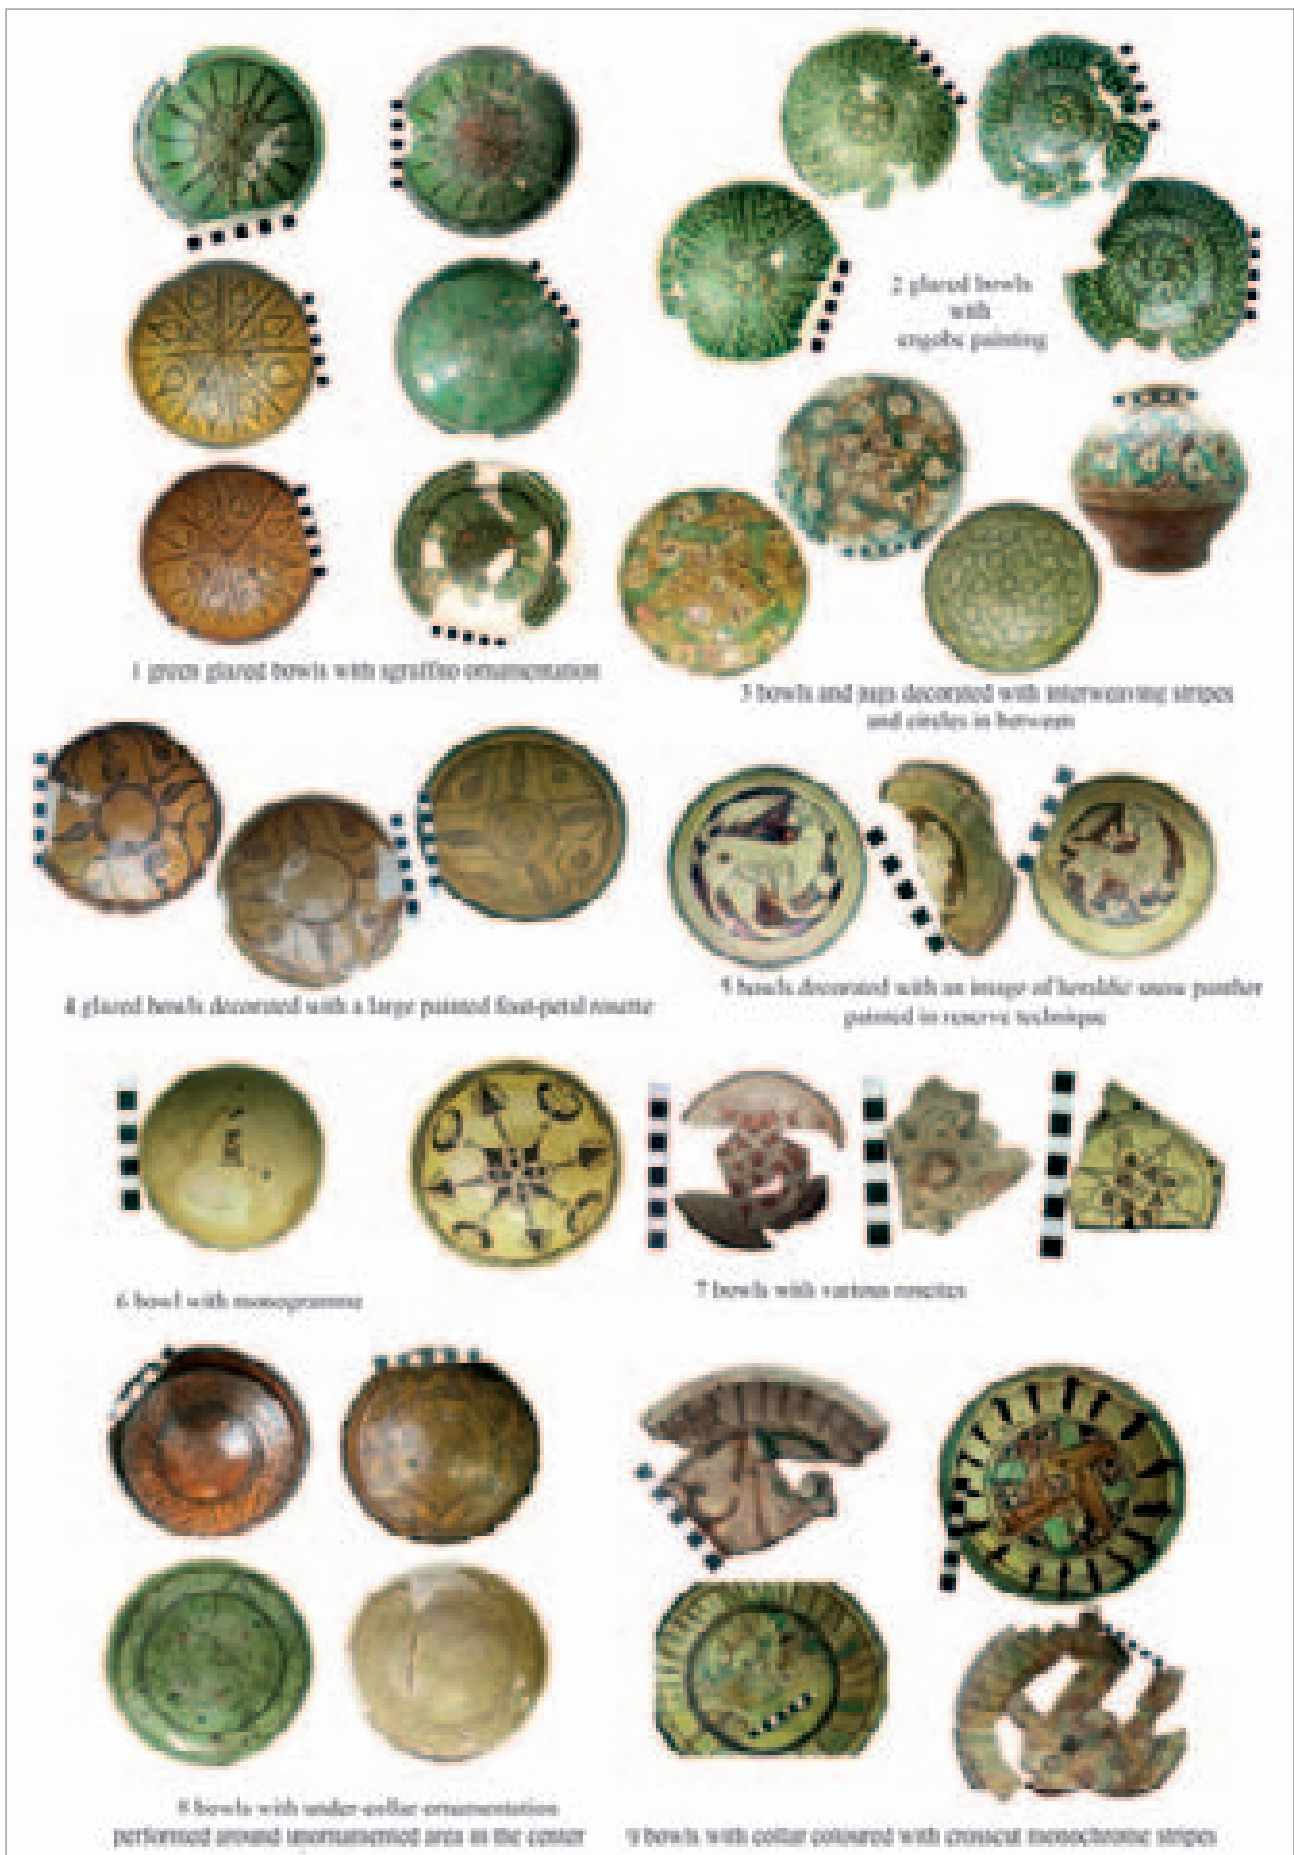 2 glazed bowls
with
engobe painting
1 green glazed bowls with sgraffito ornamentation
3 bowls and jugs decorated with interweaving stripes
and circles in between
4 glazed bowls decorated with a large painted four-petal rosette
5 bowls decorated with an image of heraldic snow panther
painted in reserve technique
6 bowl with monogramme
7 bowls with various rosettes
8 bowls with under-collar ornamentation
performed around unornamented area in the center
9 bowls with collar coloured with crosscut monochrome stripes